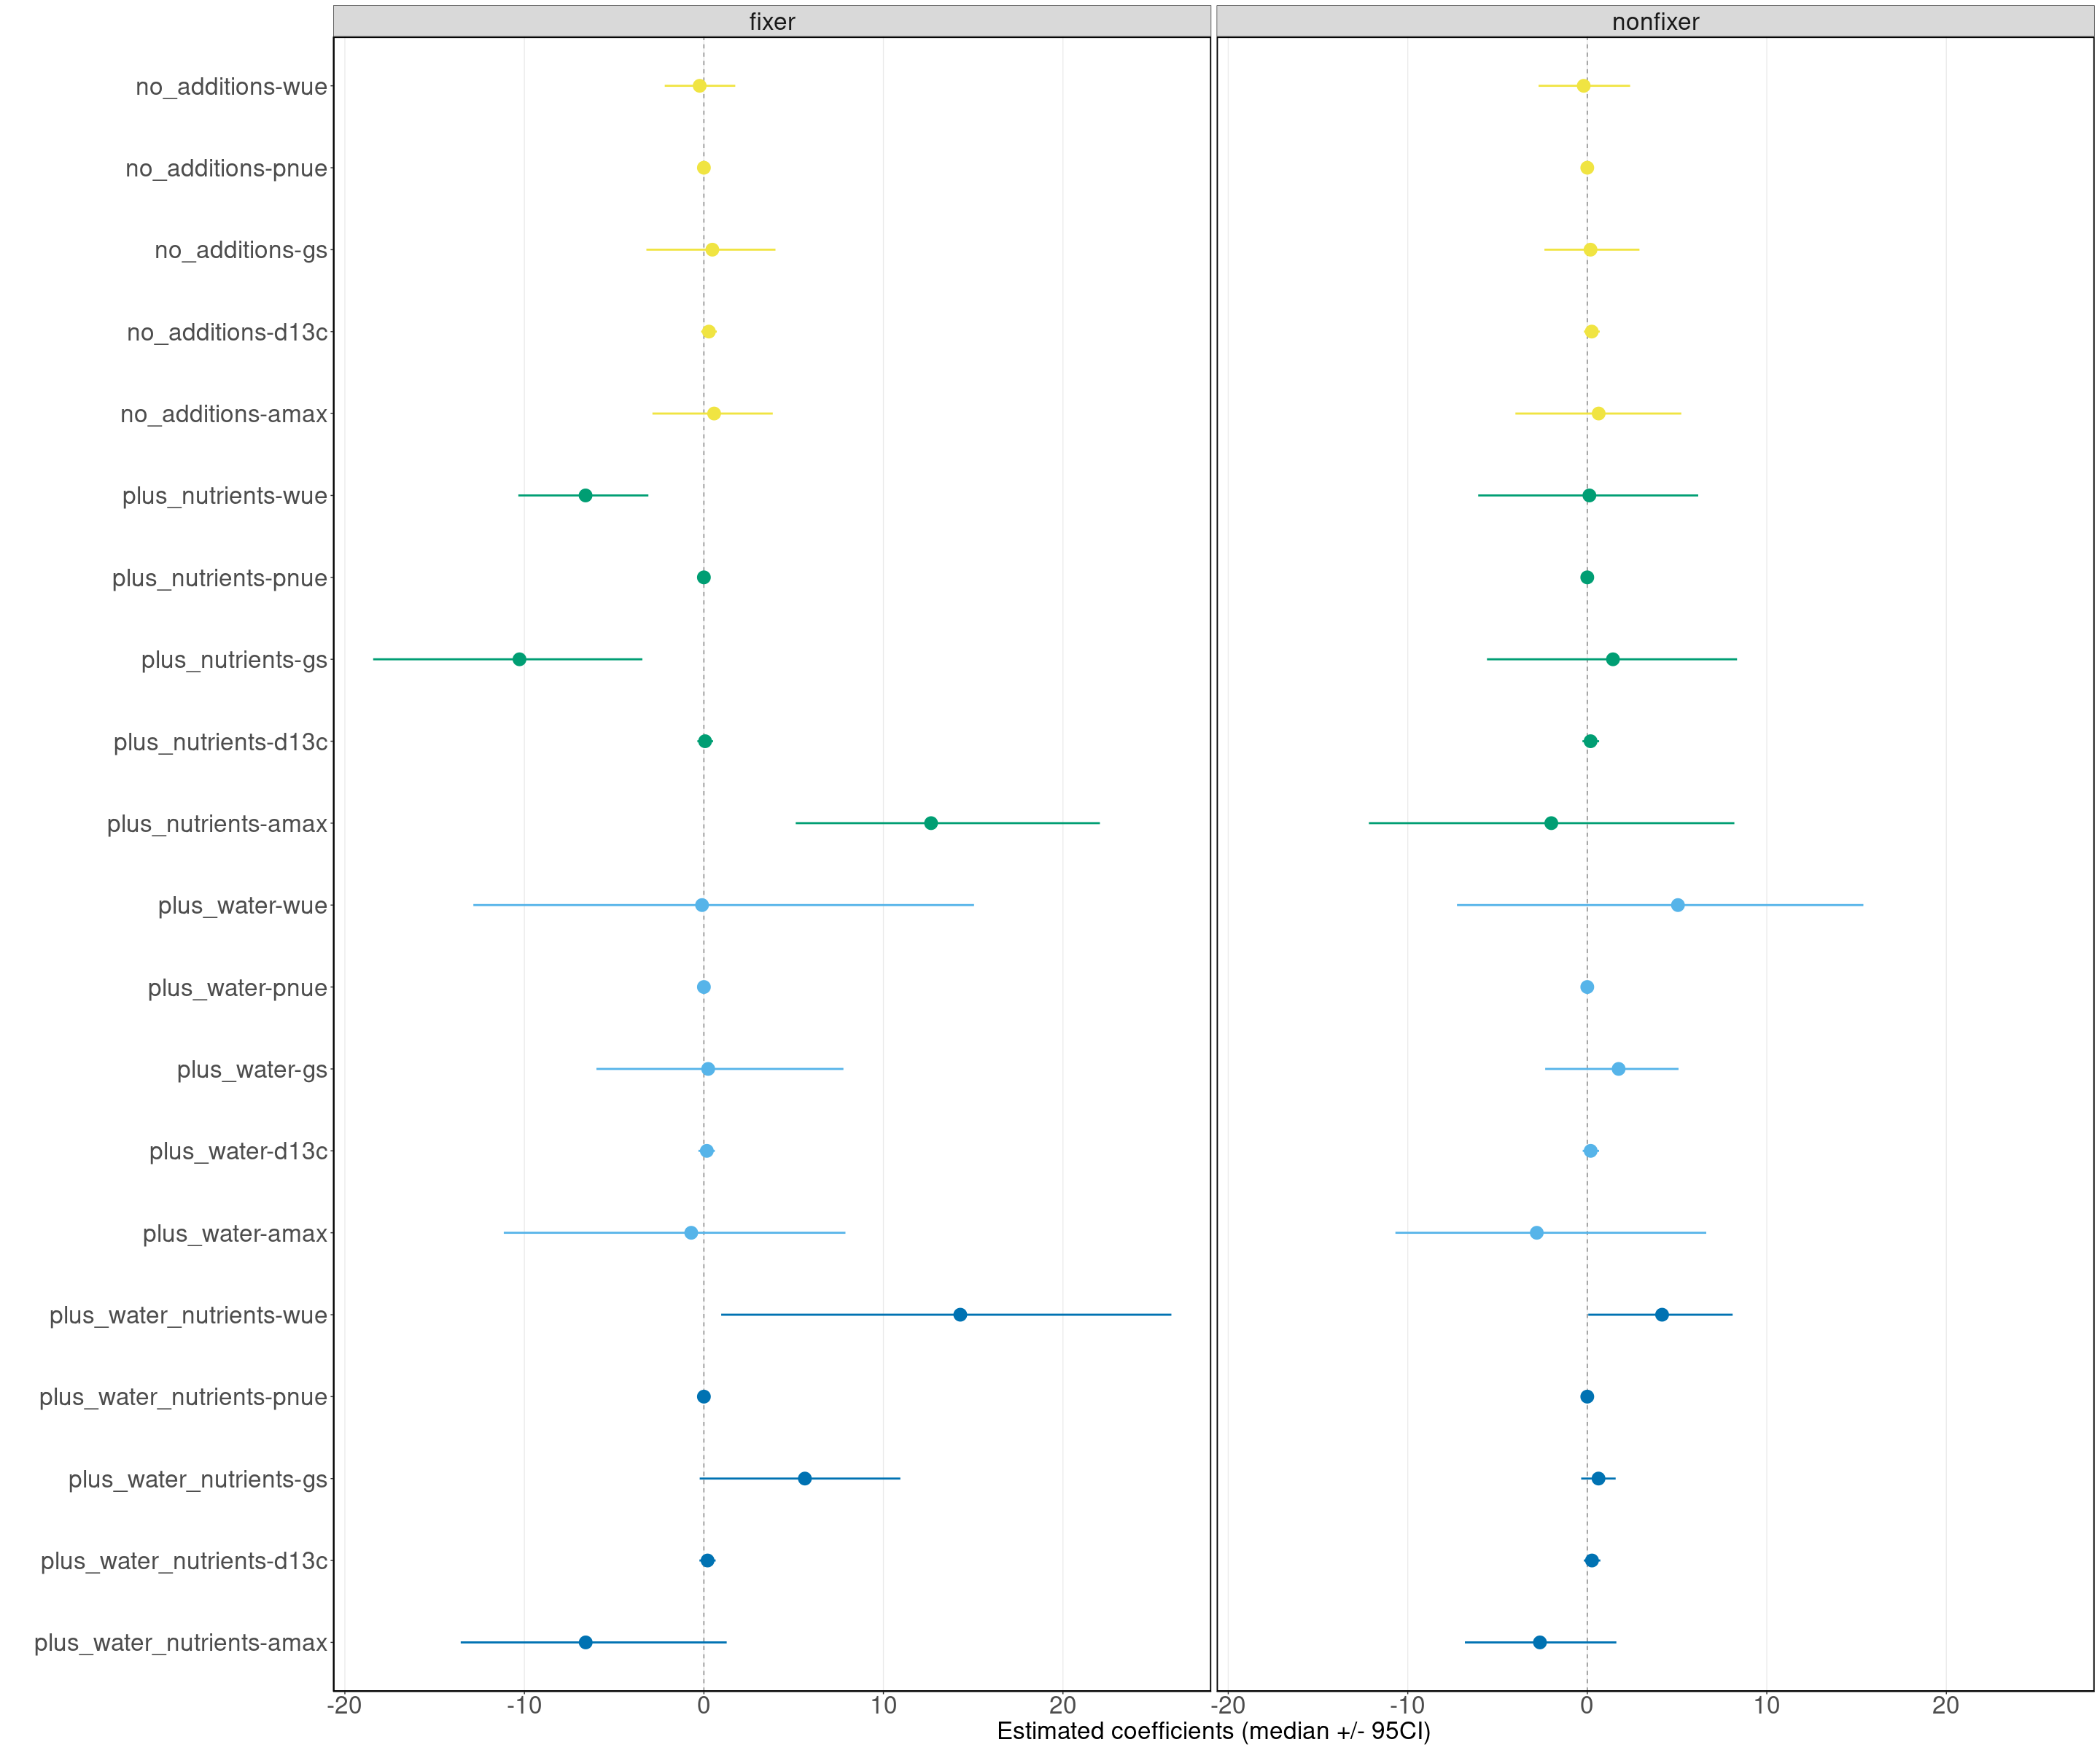 fixer nonfixer
no_additions-wue
no_additions-pnue
no_additions-gs
no_additions-d13c
no_additions-amax
plus_nutrients-wue
plus_nutrients-pnue
plus_nutrients-gs
plus_nutrients-d13c
plus_nutrients-amax
plus_water-wue
plus_water-pnue
plus_water-gs
plus_water-d13c
plus_water-amax
plus_water_nutrients-wue
plus_water_nutrients-pnue
plus_water_nutrients-gs
plus_water_nutrients-d13c
plus_water_nutrients-amax
-20 -10 0 10 20 -20 -10 0 10 20
Estimated coefficients (median +/- 95CI)